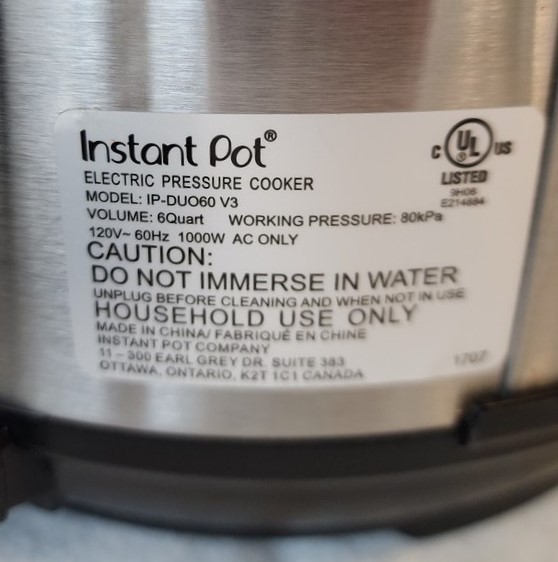 Instant Pot®
ELECTRIC PRESSURE COOKER
MODEL: IP-DUO60 V3
VOLUME: 6Quart WORKING PRESSURE: 80kPa
120V~ 60Hz 1000W AC ONLY
CAUTION:
DO NOT IMMERSE IN WATER
UNPLUG BEFORE CLEANING AND WHEN NOT IN USE
HOUSEHOLD USE ONLY
MADE IN CHINA/ FABRIQUÉ EN CHINE
INSTANT POT COMPANY
11 – 300 EARL GREY DR. SUITE 383
OTTAWA, ONTARIO, K2T 1C1 CANADA
C UL US
LISTED
9H06
E214884
1707